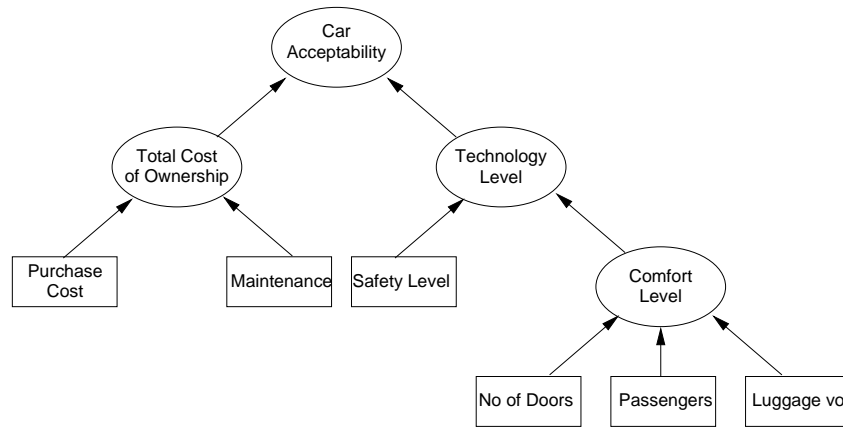 Car
Acceptability
Total Cost
of Ownership
Technology
Level
Purchase
Cost
Maintenance
Safety Level
Comfort
Level
No of Doors
Passengers
Luggage vo